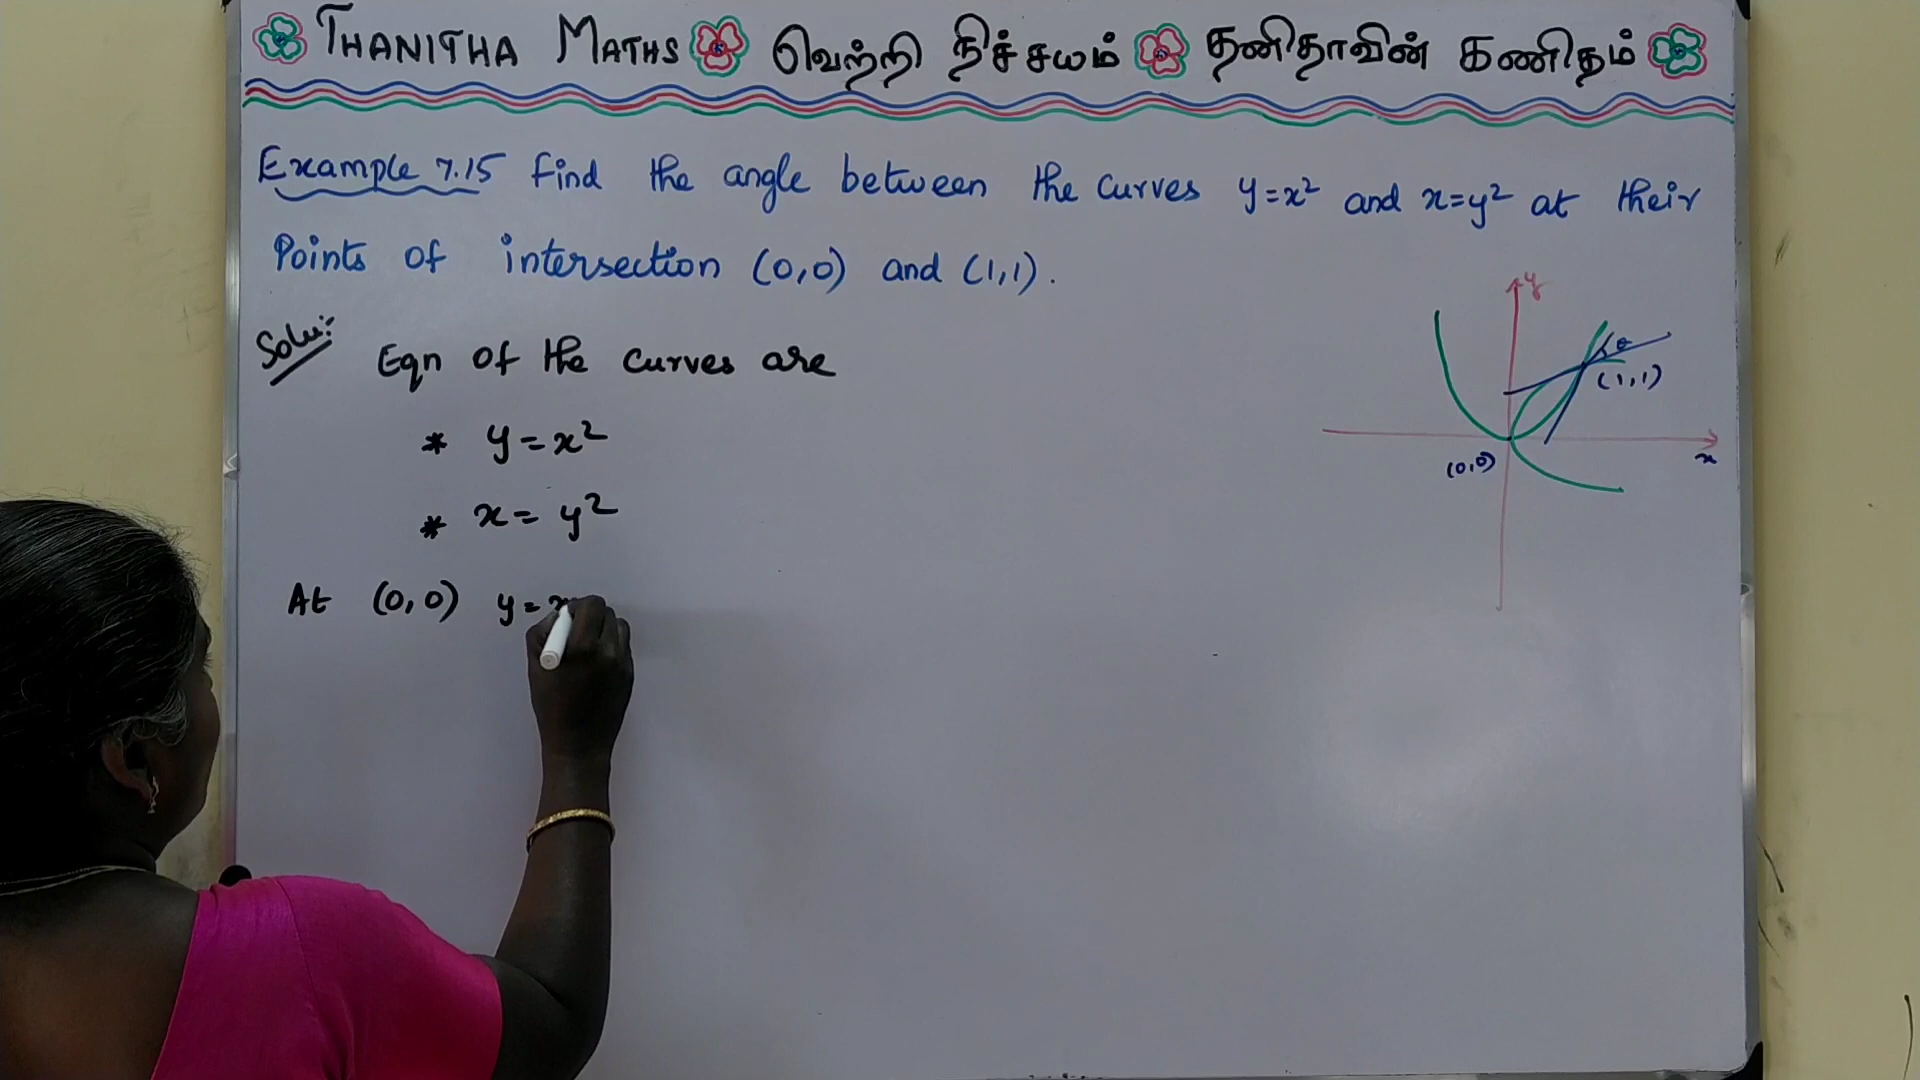 THANITHA MATHS வெற்றி நிச்சயம் தனிதாவின் கணிதம்
Example 7.15 Find the angle between the curves y=x² and x=y² at their
Points of intersection (0,0) and (1,1).
Solu:-
Eqn of the curves are
* y=x²
* x=y²
At (0,0) y=x
y
θ
(1,1)
(0,0)
x